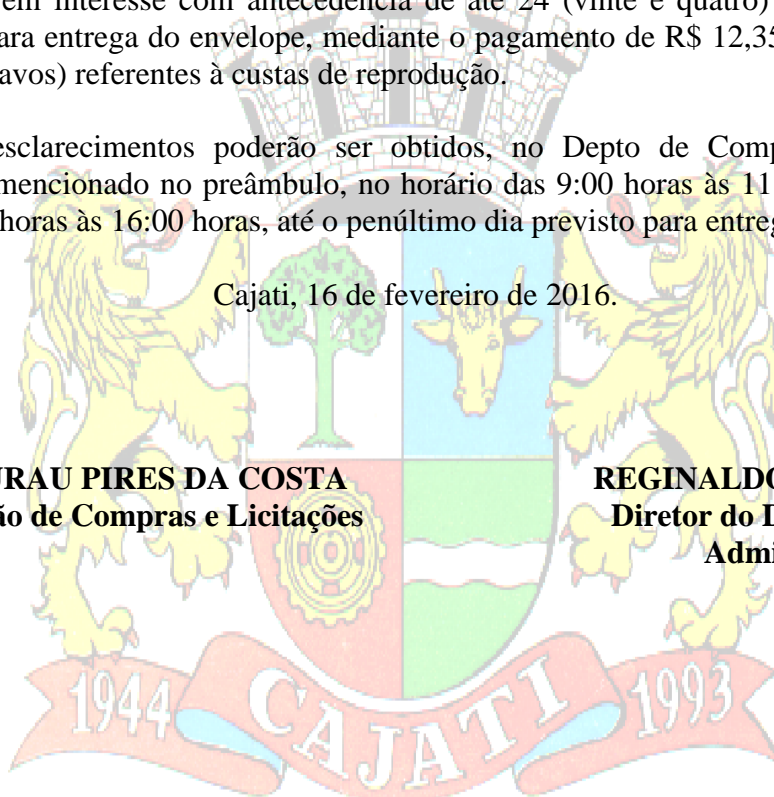 em interesse com antecedência de até 24 (vinte e quatro)
ara entrega do envelope, mediante o pagamento de R$ 12,35
avos) referentes à custas de reprodução.
esclarecimentos poderão ser obtidos, no Depto de Comp
mencionado no preâmbulo, no horário das 9:00 horas às 11
horas às 16:00 horas, até o penúltimo dia previsto para entreg
Cajati, 16 de fevereiro de 2016.
URAU PIRES DA COSTA REGINALDO
ão de Compras e Licitações Diretor do D
Admi
1944 CAJATI 1993